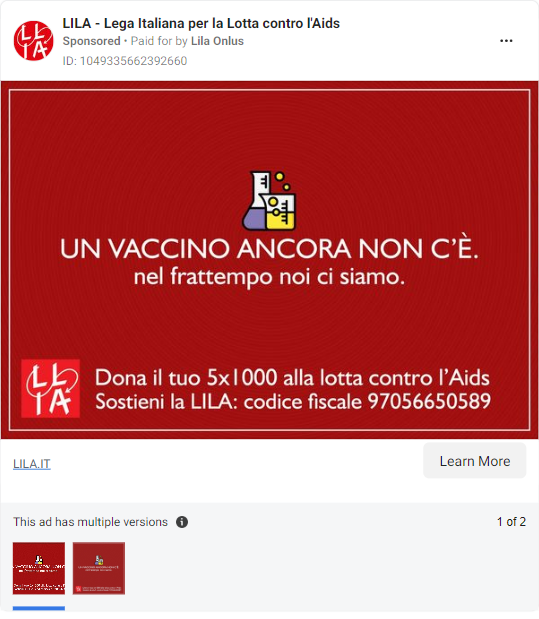 LILA - Lega Italiana per la Lotta contro l'Aids
Sponsored • Paid for by Lila Onlus
ID: 1049335662392660
UN VACCINO ANCORA NON C'È.
nel frattempo noi ci siamo.
Dona il tuo 5x1000 alla lotta contro l'Aids
Sostieni la LILA: codice fiscale 97056650589
LILA.IT
Learn More
This ad has multiple versions
1 of 2